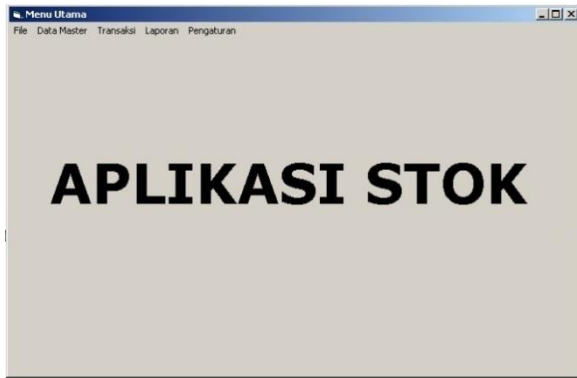 Menu Utama
File Data Master Transaksi Laporan Pengaturan
APLIKASI STOK